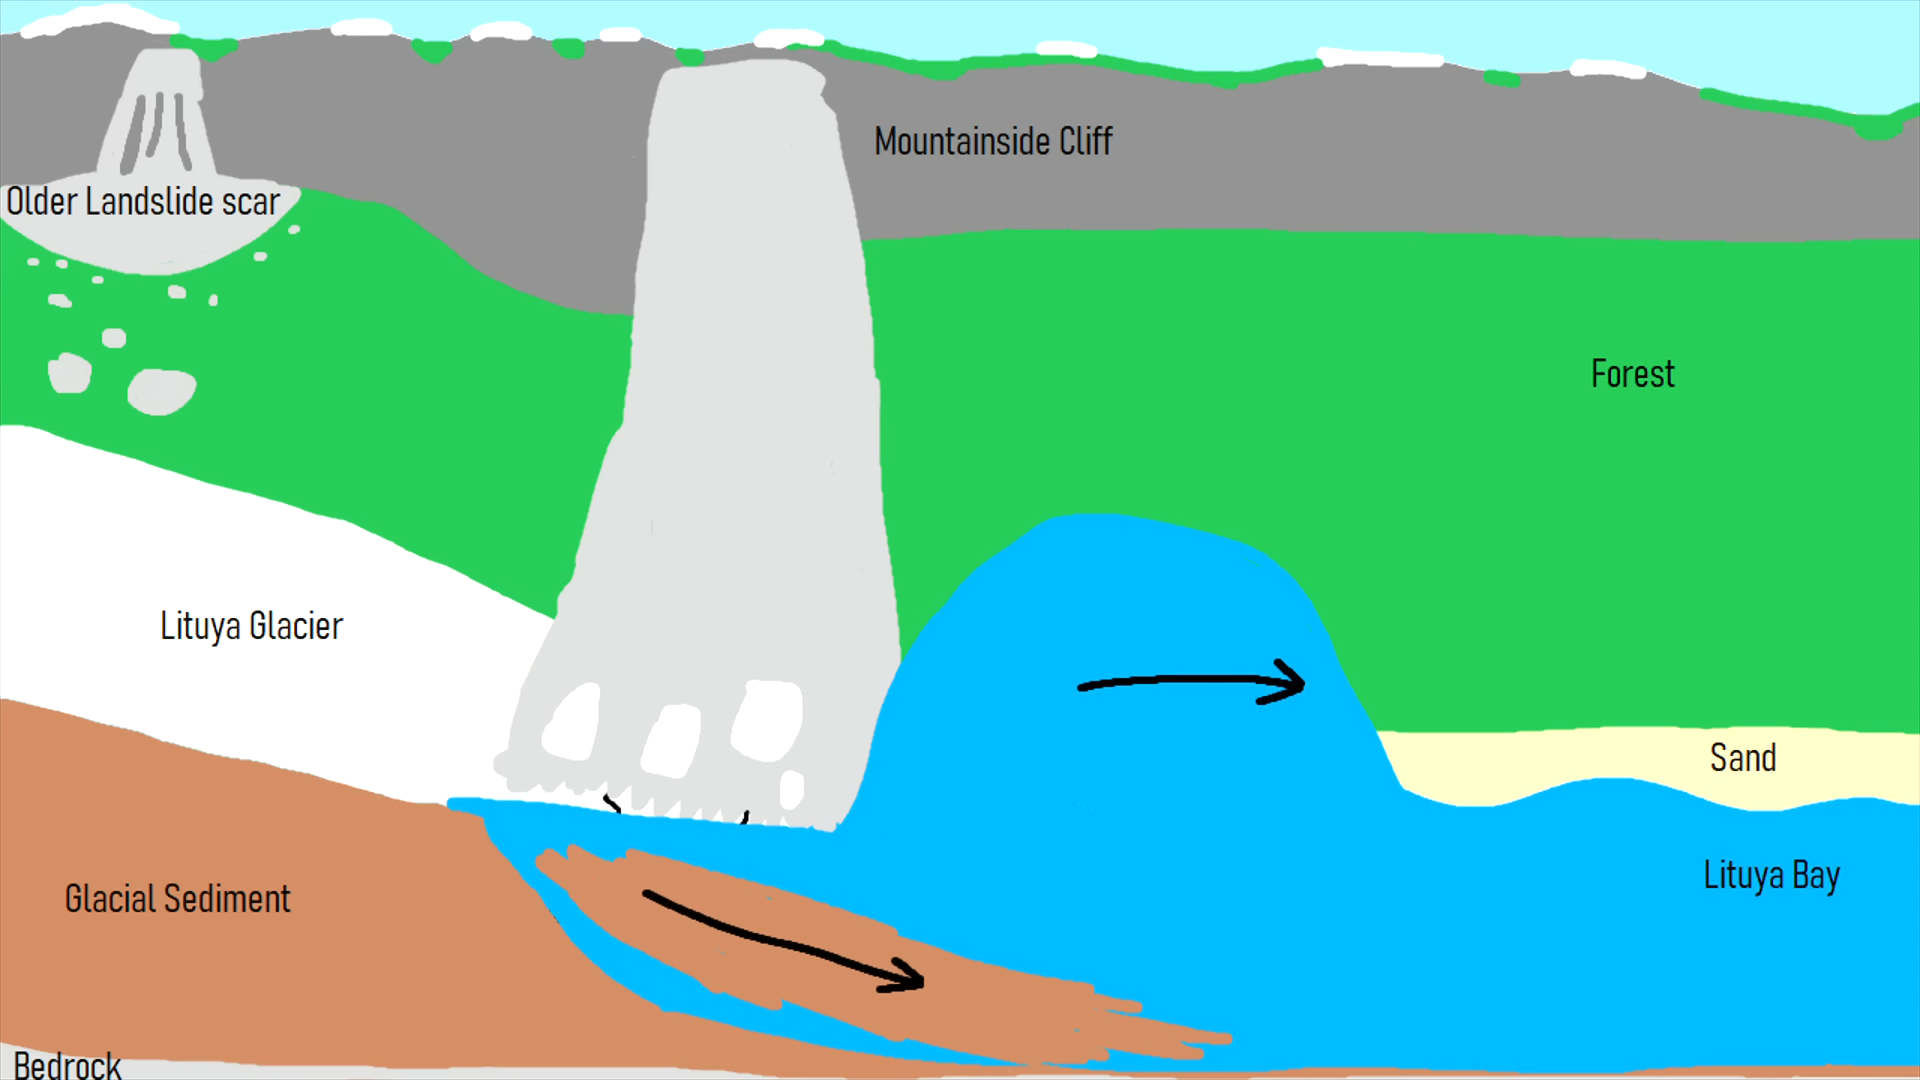 Mountainside Cliff
Older Landslide scar
Forest
Lituya Glacier
Sand
Lituya Bay
Glacial Sediment
Bedrock